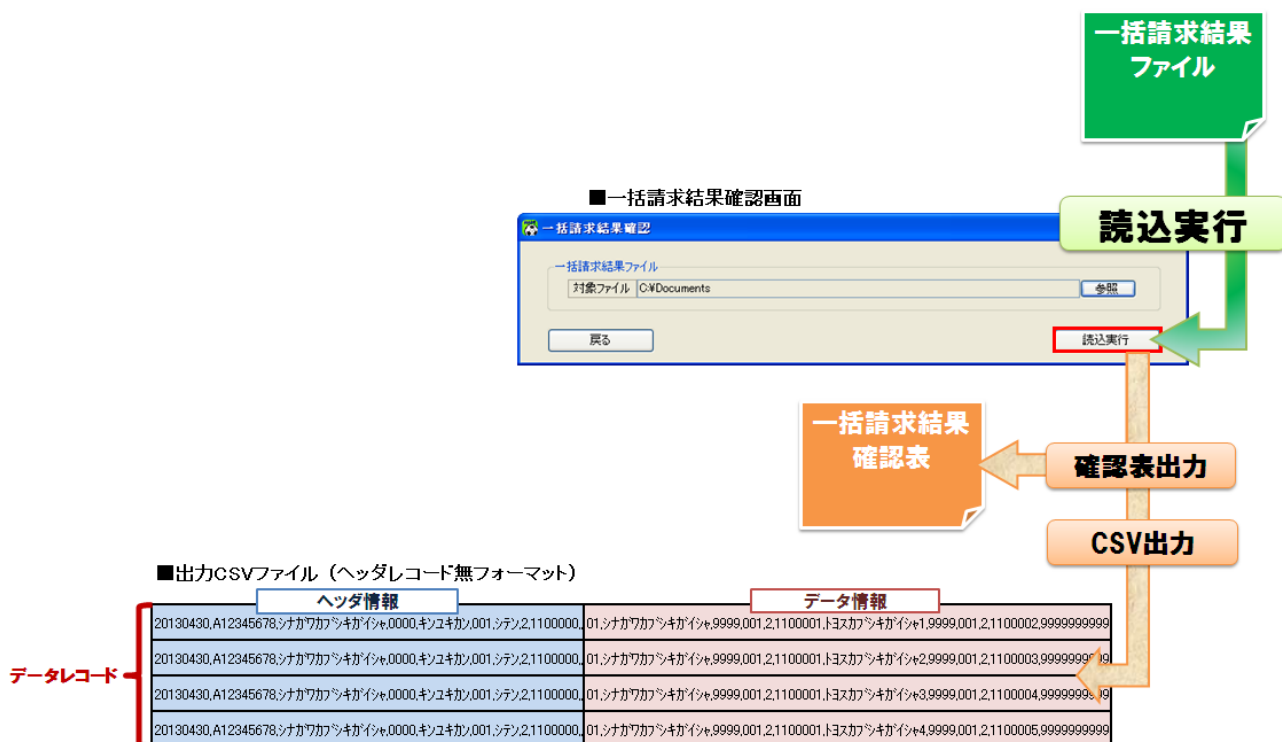 一括請求結果
ファイル
■一括請求結果確認画面
読込実行
一括請求結果確認
一括請求結果ファイル
対象ファイル C:¥Documents 参照
戻る 読込実行
一括請求結果
確認表
確認表出力
CSV出力
■出力CSVファイル（ヘッダレコード無フォーマット）
ヘッダ情報 データ情報
20130430,A12345678,シナガワカブシキガイシャ,0000,キンユキカン,001,シテン,2,1100000,, 01,シナガワカブシキガイシャ,9999,001,2,1100001,トヨスカブシキガイシャ1,9999,001,2,1100002,9999999999
20130430,A12345678,シナガワカブシキガイシャ,0000,キンユキカン,001,シテン,2,1100000,, 01,シナガワカブシキガイシャ,9999,001,2,1100001,トヨスカブシキガイシャ2,9999,001,2,1100003,
データレコード
20130430,A12345678,シナガワカブシキガイシャ,0000,キンユキカン,001,シテン,2,1100000,, 01,シナガワカブシキガイシャ,9999,001,2,1100001,トヨスカブシキガイシャ3,9999,001,2,1100004,
20130430,A12345678,シナガワカブシキガイシャ,0000,キンユキカン,001,シテン,2,1100000,, 01,シナガワカブシキガイシャ,9999,001,2,1100001,トヨスカブシキガイシャ4,9999,001,2,1100005,9999999999